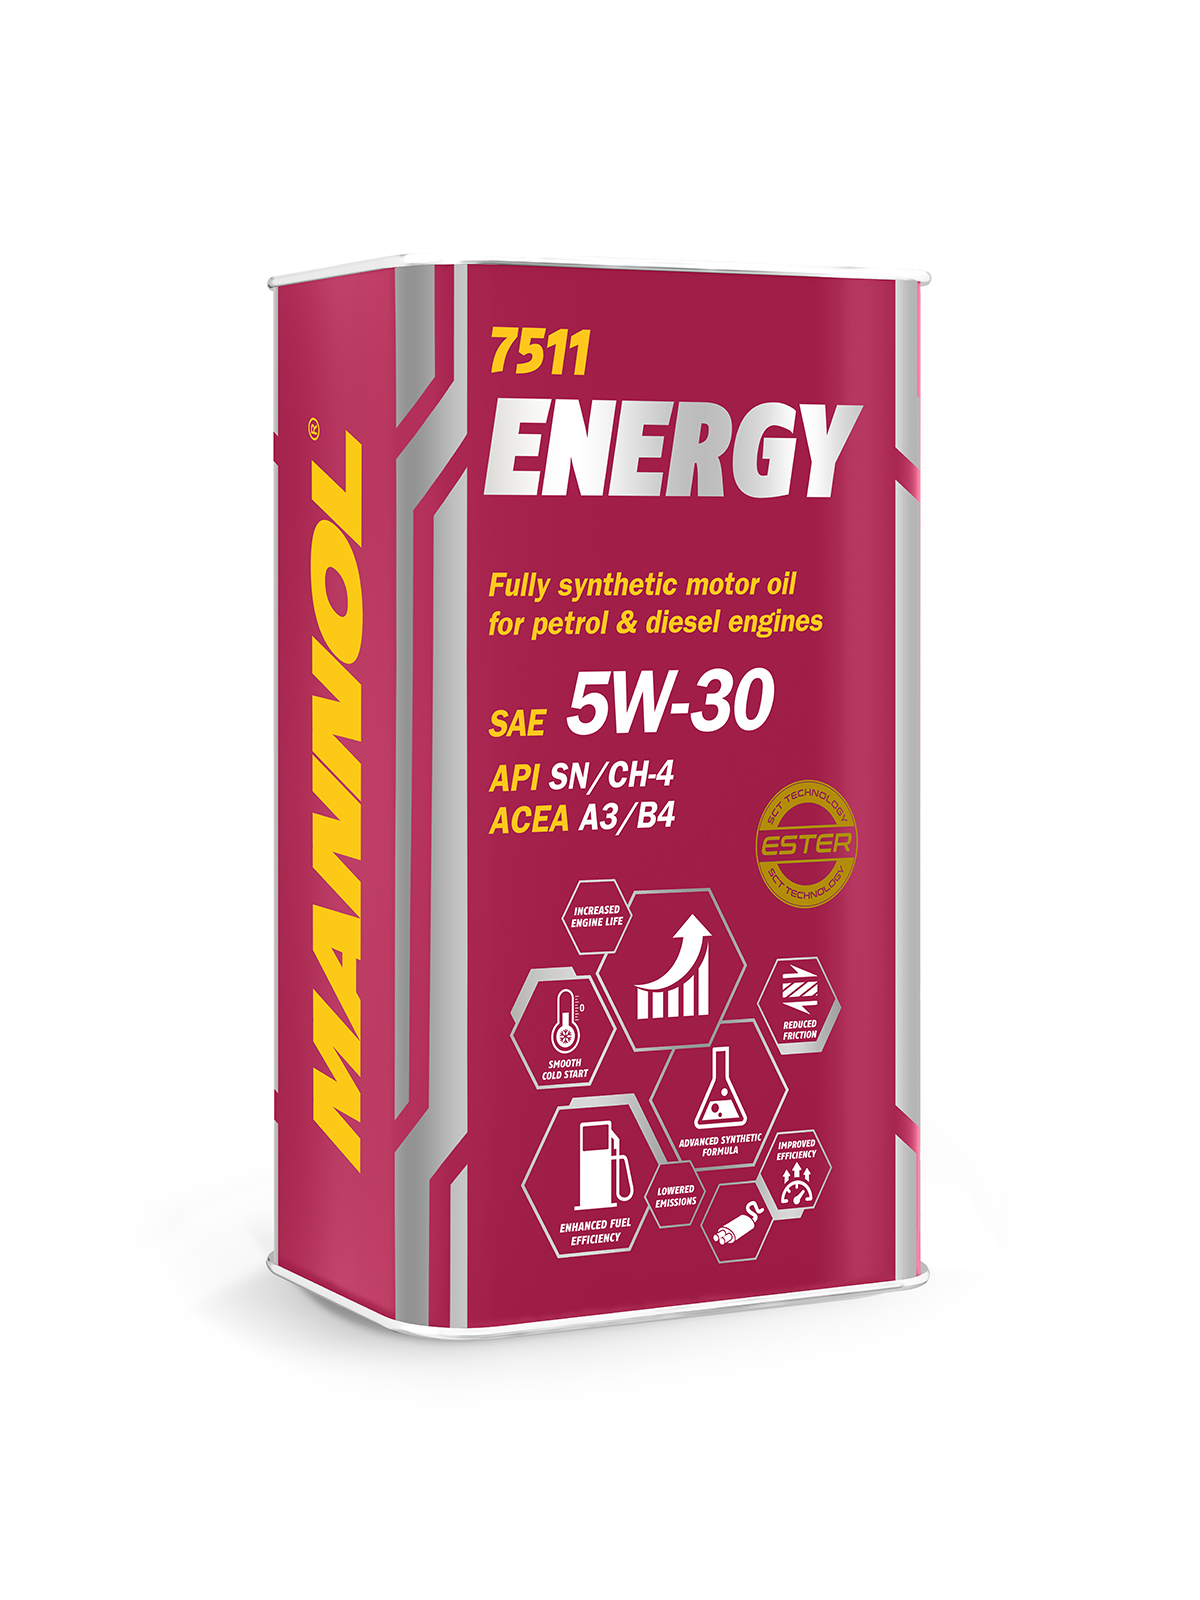 MANNOL®
7511
ENERGY
Fully synthetic motor oil
for petrol & diesel engines
SAE 5W-30
API SN/CH-4
ACEA A3/B4
SCT TECHNOLOGY
ESTER
SCT TECHNOLOGY
INCREASED
ENGINE LIFE
0
SMOOTH
COLD START
REDUCED
FRICTION
ADVANCED SYNTHETIC
FORMULA
IMPROVED
EFFICIENCY
LOWERED
EMISSIONS
ENHANCED FUEL
EFFICIENCY